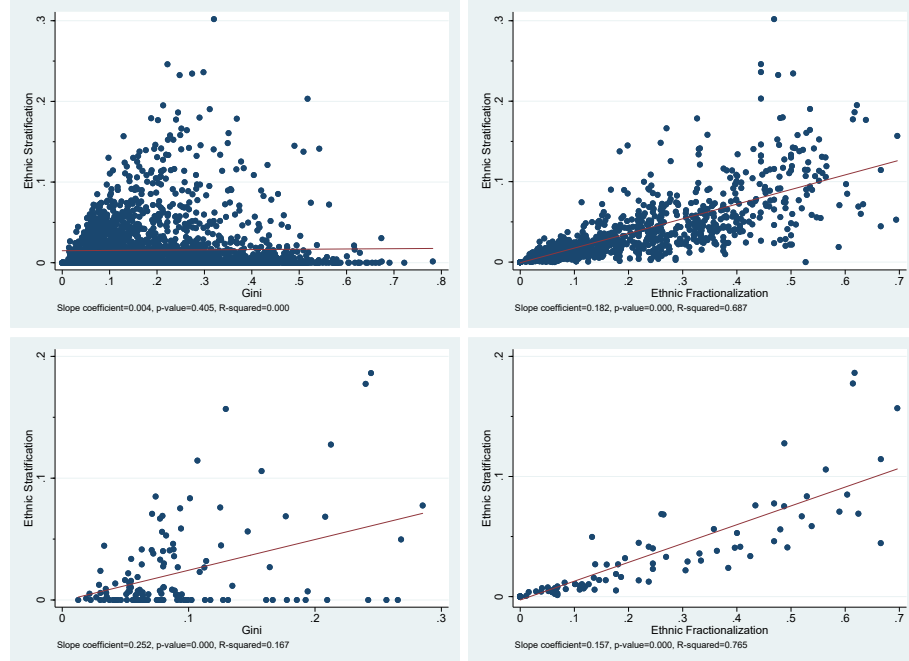 Ethnic Stratification
.3
.2
.1
0
0 .1 .2 .3 .4 .5 .6 .7 .8
Gini
Slope coefficient=0.004, p-value=0.405, R-squared=0.000
Ethnic Stratification
.3
.2
.1
0
0 .1 .2 .3 .4 .5 .6 .7
Ethnic Fractionalization
Slope coefficient=0.182, p-value=0.000, R-squared=0.687
Ethnic Stratification
.2
.1
0
0 .1 .2 .3
Gini
Slope coefficient=0.252, p-value=0.000, R-squared=0.167
Ethnic Stratification
.2
.1
0
0 .1 .2 .3 .4 .5 .6 .7
Ethnic Fractionalization
Slope coefficient=0.157, p-value=0.000, R-squared=0.765